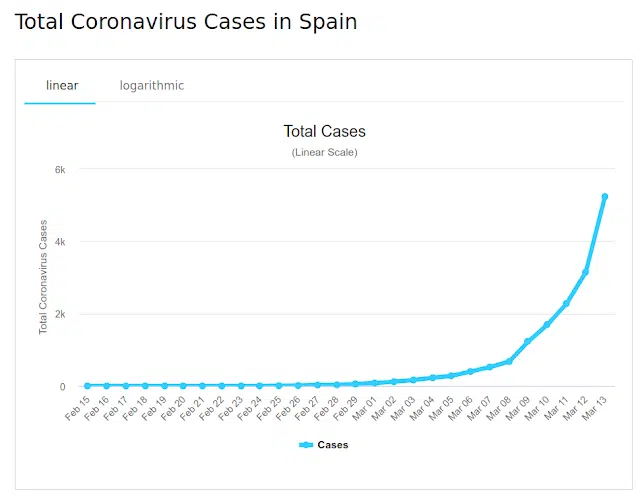 Total Coronavirus Cases in Spain
linear logarithmic
Total Cases
(Linear Scale)
Total Coronavirus Cases
6k
4k
2k
0
Feb 15 Feb 16 Feb 17 Feb 18 Feb 19 Feb 20 Feb 21 Feb 22 Feb 23 Feb 24 Feb 25 Feb 26 Feb 27 Feb 28 Feb 29 Mar 01 Mar 02 Mar 03 Mar 04 Mar 05 Mar 06 Mar 07 Mar 08 Mar 09 Mar 10 Mar 11 Mar 12 Mar 13
Cases